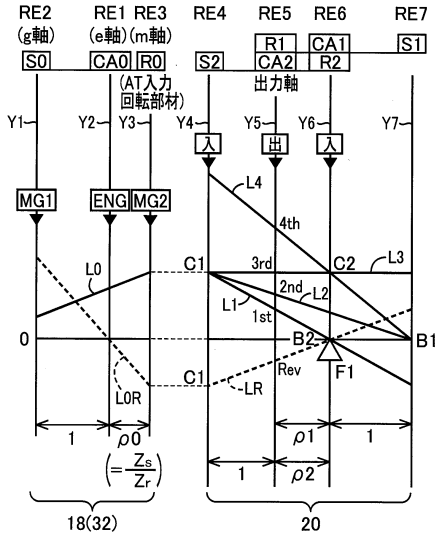 RE2 RE1 RE3 RE4 RE5 RE6 RE7
(g軸) (e軸) (m軸)
R1 CA1 S1
S0 CA0 R0 S2 CA2 R2
(AT入力
回転部材)
出力軸
Y1 Y2 Y3 Y4 Y5 Y6 Y7
入 出 入
MG1 ENG MG2
L4
4th
L0 C1 3rd C2 L3
2nd L2
L1 1st
0 B2 B1
F1
C1 Rev
L0R LR
1 ρ0 ρ1 1
(=Zs/Zr)
1 ρ2
18(32) 20